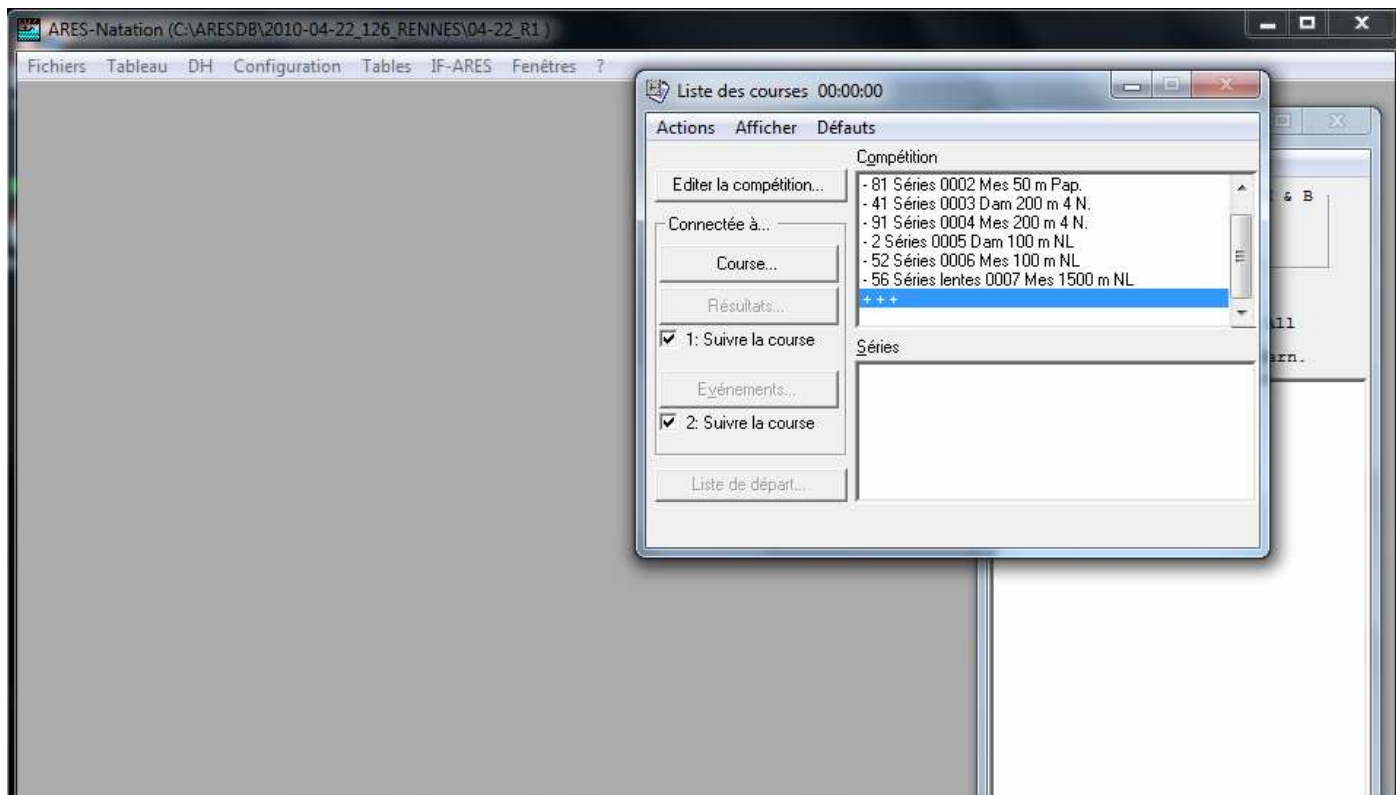 ARES-Natation (C:\ARESDB\2010-04-22_126_RENNES\04-22_R1 )
Fichiers Tableau DH Configuration Tables IF-ARES Fenêtres ?
Liste des courses 00:00:00
Actions Afficher Défauts
Compétition
Editer la compétition...
- 81 Séries 0002 Mes 50 m Pap.
- 41 Séries 0003 Dam 200 m 4 N.
- 91 Séries 0004 Mes 200 m 4 N.
- 2 Séries 0005 Dam 100 m NL
- 52 Séries 0006 Mes 100 m NL
- 56 Séries lentes 0007 Mes 1500 m NL
+ + +
Connectée à...
Course...
Résultats...
1: Suivre la course
Séries
Evénements...
2: Suivre la course
Liste de départ...
& B